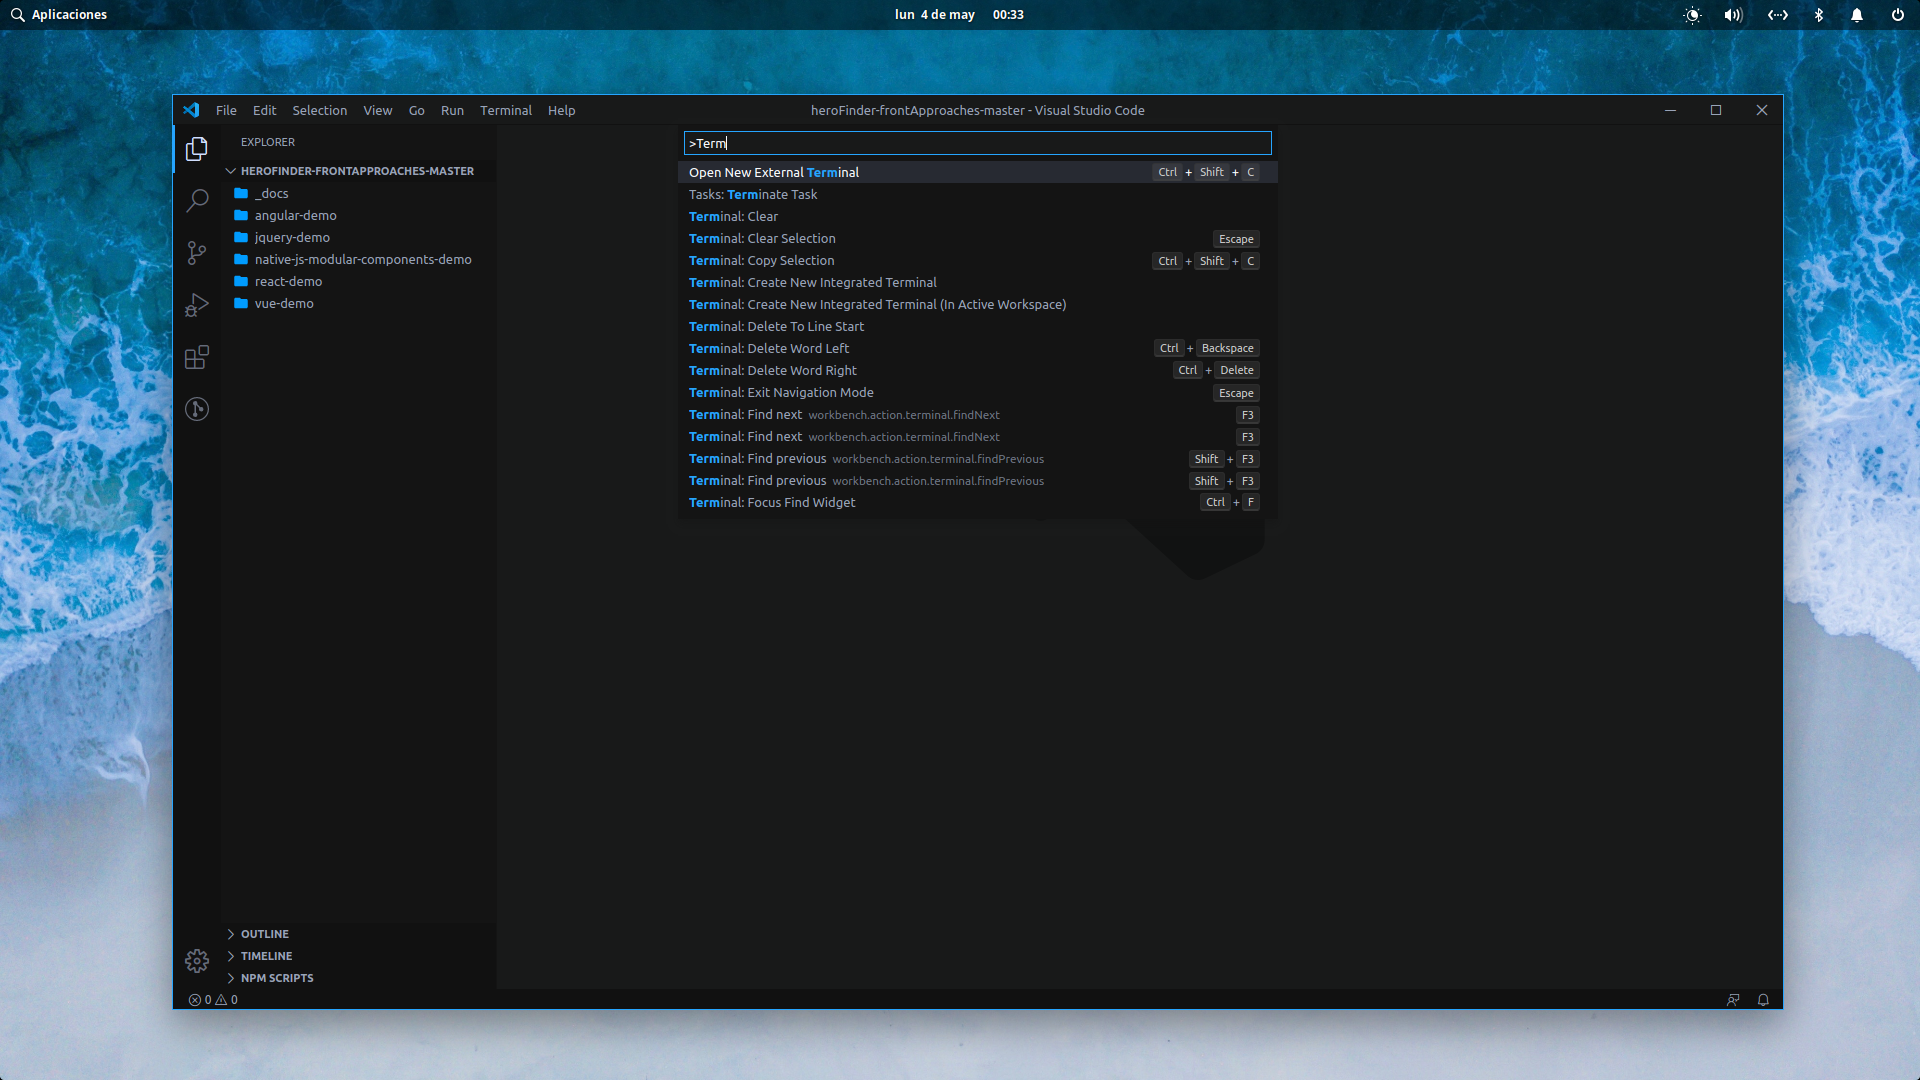 Aplicaciones
lun 4 de may 00:33
File Edit Selection View Go Run Terminal Help
heroFinder-frontApproaches-master - Visual Studio Code
EXPLORER
HEROFINDER-FRONTAPPROACHES-MASTER
_docs
angular-demo
jquery-demo
native-js-modular-components-demo
react-demo
vue-demo
OUTLINE
TIMELINE
NPM SCRIPTS
0 0
>Term
Open New External Terminal Ctrl + Shift + C
Tasks: Terminate Task
Terminal: Clear
Terminal: Clear Selection Escape
Terminal: Copy Selection Ctrl + Shift + C
Terminal: Create New Integrated Terminal
Terminal: Create New Integrated Terminal (In Active Workspace)
Terminal: Delete To Line Start
Terminal: Delete Word Left Ctrl + Backspace
Terminal: Delete Word Right Ctrl + Delete
Terminal: Exit Navigation Mode Escape
Terminal: Find next workbench.action.terminal.findNext F3
Terminal: Find next workbench.action.terminal.findNext F3
Terminal: Find previous workbench.action.terminal.findPrevious Shift + F3
Terminal: Find previous workbench.action.terminal.findPrevious Shift + F3
Terminal: Focus Find Widget Ctrl + F